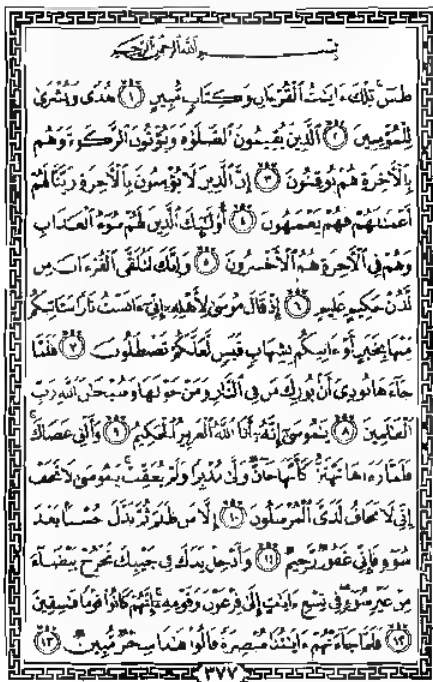 بِسْمِ اللَّهِ الرَّحْمَٰنِ الرَّحِيمِ
طسٓ تِلْكَ ءَايَٰتُ ٱلْقُرْءَانِ وَكِتَابٍ مُّبِينٍ ﴿١﴾ هُدًى وَبُشْرَىٰ
لِلْمُؤْمِنِينَ ﴿٢﴾ ٱلَّذِينَ يُقِيمُونَ ٱلصَّلَوٰةَ وَيُؤْتُونَ ٱلزَّكَوٰةَ وَهُم
بِٱلْءَاخِرَةِ هُمْ يُوقِنُونَ ﴿٣﴾ إِنَّ ٱلَّذِينَ لَا يُؤْمِنُونَ بِٱلْءَاخِرَةِ زَيَّنَّا لَهُمْ
أَعْمَٰلَهُمْ فَهُمْ يَعْمَهُونَ ﴿٤﴾ أُو۟لَٰٓئِكَ ٱلَّذِينَ لَهُمْ سُوٓءُ ٱلْعَذَابِ
وَهُمْ فِى ٱلْءَاخِرَةِ هُمُ ٱلْأَخْسَرُونَ ﴿٥﴾ وَإِنَّكَ لَتُلَقَّى ٱلْقُرْءَانَ مِن
لَّدُنْ حَكِيمٍ عَلِيمٍ ﴿٦﴾ إِذْ قَالَ مُوسَىٰ لِأَهْلِهِۦٓ إِنِّىٓ ءَانَسْتُ نَارًا سَـَٔاتِيكُم
مِّنْهَا بِخَبَرٍ أَوْ ءَاتِيكُم بِشِهَابٍ قَبَسٍ لَّعَلَّكُمْ تَصْطَلُونَ ﴿٧﴾ فَلَمَّا
جَآءَهَا نُودِىَ أَنۢ بُورِكَ مَن فِى ٱلنَّارِ وَمَنْ حَوْلَهَا وَسُبْحَٰنَ ٱللَّهِ رَبِّ
ٱلْعَٰلَمِينَ ﴿٨﴾ يَٰمُوسَىٰٓ إِنَّهُۥٓ أَنَا ٱللَّهُ ٱلْعَزِيزُ ٱلْحَكِيمُ ﴿٩﴾ وَأَلْقِ عَصَاكَ
فَلَمَّا رَءَاهَا تَهْتَزُّ كَأَنَّهَا جَآنٌّ وَلَّىٰ مُدْبِرًا وَلَمْ يُعَقِّبْ يَٰمُوسَىٰ لَا تَخَفْ
إِنِّى لَا يَخَافُ لَدَىَّ ٱلْمُرْسَلُونَ ﴿١٠﴾ إِلَّا مَن ظَلَمَ ثُمَّ بَدَّلَ حُسْنًۢا بَعْدَ
سُوٓءٍ فَإِنِّى غَفُورٌ رَّحِيمٌ ﴿١١﴾ وَأَدْخِلْ يَدَكَ فِى جَيْبِكَ تَخْرُجْ بَيْضَآءَ
مِنْ غَيْرِ سُوٓءٍ فِى تِسْعِ ءَايَٰتٍ إِلَىٰ فِرْعَوْنَ وَقَوْمِهِۦٓ إِنَّهُمْ كَانُوا۟ قَوْمًا فَٰسِقِينَ
﴿١٢﴾ فَلَمَّا جَآءَتْهُمْ ءَايَٰتُنَا مُبْصِرَةً قَالُوا۟ هَٰذَا سِحْرٌ مُّبِينٌ ﴿١٣﴾
٣٧٧